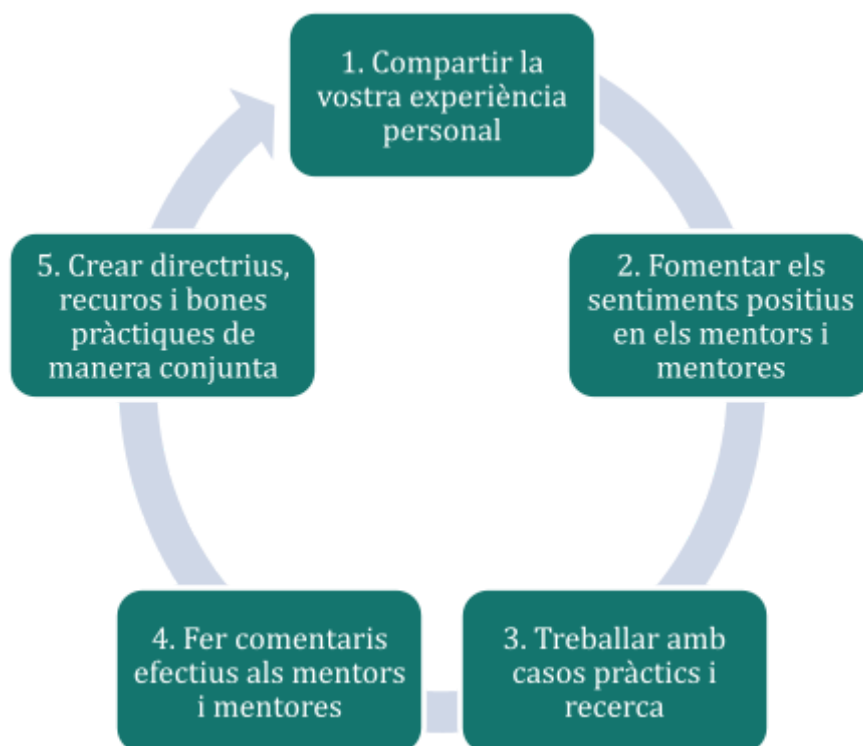 1. Compartir la
vostra experiència
personal
2. Fomentar els
sentiments positius
en els mentors i
mentores
3. Treballar amb
casos pràctics i
recerca
4. Fer comentaris
efectius als mentors
i mentores
5. Crear directrius,
recuros i bones
pràctiques de
manera conjunta